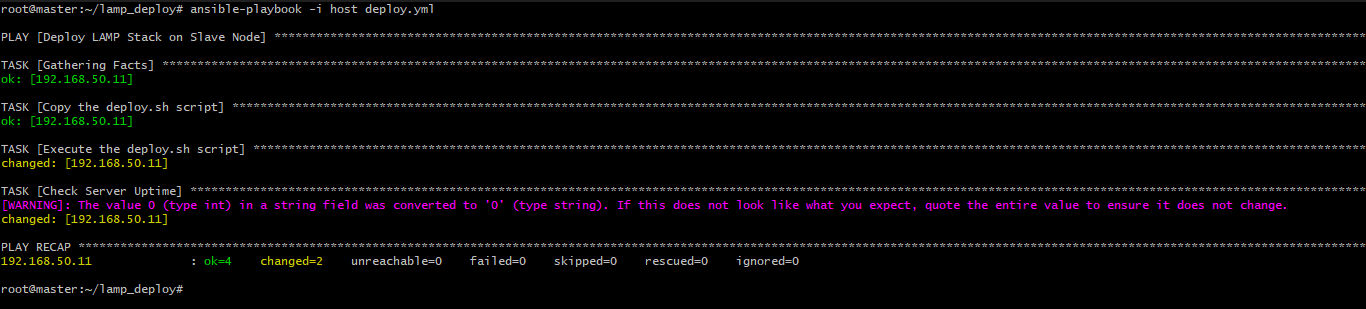 root@master:~/lamp_deploy# ansible-playbook -i host deploy.yml
PLAY [Deploy LAMP Stack on Slave Node] ****************************************************************************************************************************************************************
TASK [Gathering Facts] ********************************************************************************************************************************************************************************
ok: [192.168.50.11]
TASK [Copy the deploy.sh script] **********************************************************************************************************************************************************************
ok: [192.168.50.11]
TASK [Execute the deploy.sh script] *******************************************************************************************************************************************************************
changed: [192.168.50.11]
TASK [Check Server Uptime] ****************************************************************************************************************************************************************************
[WARNING]: The value 0 (type int) in a string field was converted to '0' (type string). If this does not look like what you expect, quote the entire value to ensure it does not change.
changed: [192.168.50.11]
PLAY RECAP ********************************************************************************************************************************************************************************************
192.168.50.11 : ok=4 changed=2 unreachable=0 failed=0 skipped=0 rescued=0 ignored=0
root@master:~/lamp_deploy#